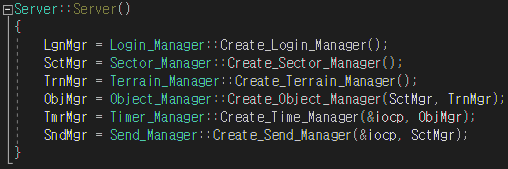 Server::Server()
{
LgnMgr = Login_Manager::Create_Login_Manager();
SctMgr = Sector_Manager::Create_Sector_Manager();
TrnMgr = Terrain_Manager::Create_Terrain_Manager();
ObjMgr = Object_Manager::Create_Object_Manager(SctMgr, TrnMgr);
TmrMgr = Timer_Manager::Create_Time_Manager(&iocp, ObjMgr);
SndMgr = Send_Manager::Create_Send_Manager(&iocp, SctMgr);
}